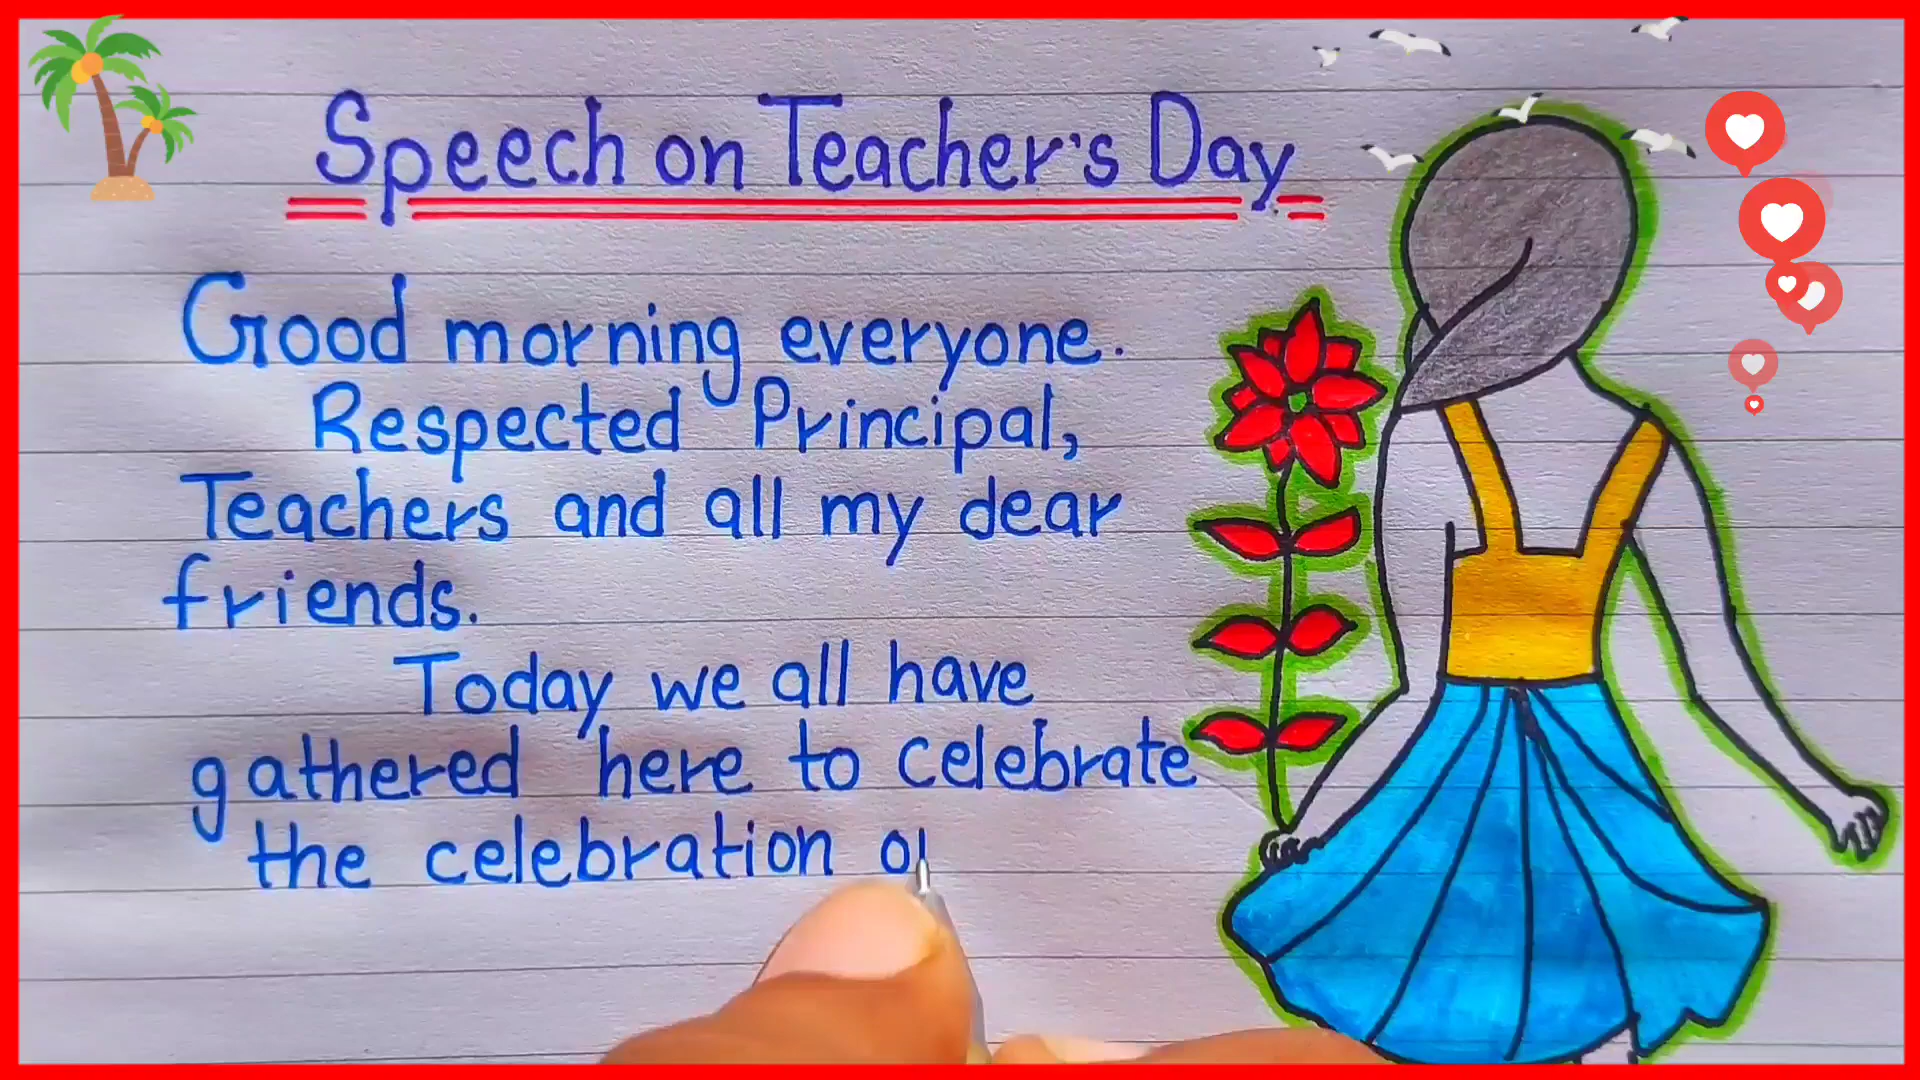 Speech on Teacher's Day
Good morning everyone.
Respected Principal,
Teachers and all my dear
friends.
Today we all have
gathered here to celebrate
the celebration